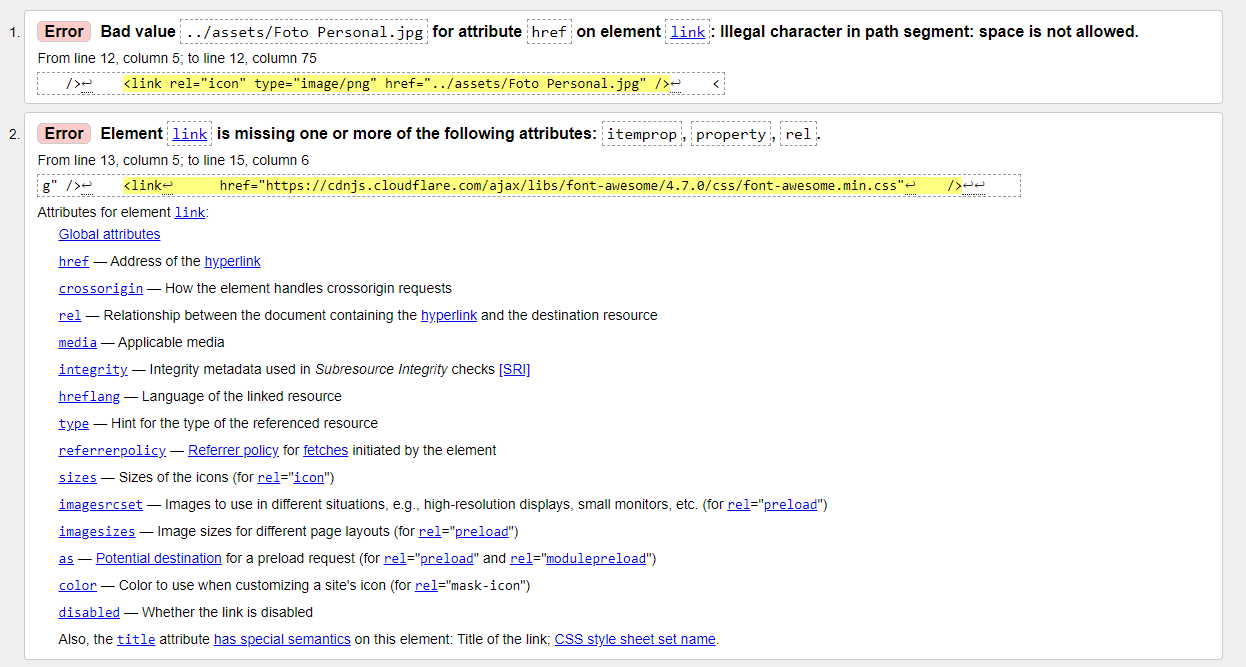 1. Error Bad value ../assets/Foto Personal.jpg for attribute href on element link: Illegal character in path segment: space is not allowed.
From line 12, column 5; to line 12, column 75
/>↩ <link rel="icon" type="image/png" href="../assets/Foto Personal.jpg" />↩ <
2. Error Element link is missing one or more of the following attributes: itemprop, property, rel.
From line 13, column 5; to line 15, column 6
g" />↩ <link↩ href="https://cdnjs.cloudflare.com/ajax/libs/font-awesome/4.7.0/css/font-awesome.min.css"↩ />↩↩
Attributes for element link:
Global attributes
href — Address of the hyperlink
crossorigin — How the element handles crossorigin requests
rel — Relationship between the document containing the hyperlink and the destination resource
media — Applicable media
integrity — Integrity metadata used in Subresource Integrity checks [SRI]
hreflang — Language of the linked resource
type — Hint for the type of the referenced resource
referrerpolicy — Referrer policy for fetches initiated by the element
sizes — Sizes of the icons (for rel="icon")
imagesrcset — Images to use in different situations, e.g., high-resolution displays, small monitors, etc. (for rel="preload")
imagesizes — Image sizes for different page layouts (for rel="preload")
as — Potential destination for a preload request (for rel="preload" and rel="modulepreload")
color — Color to use when customizing a site's icon (for rel="mask-icon")
disabled — Whether the link is disabled
Also, the title attribute has special semantics on this element: Title of the link; CSS style sheet set name.